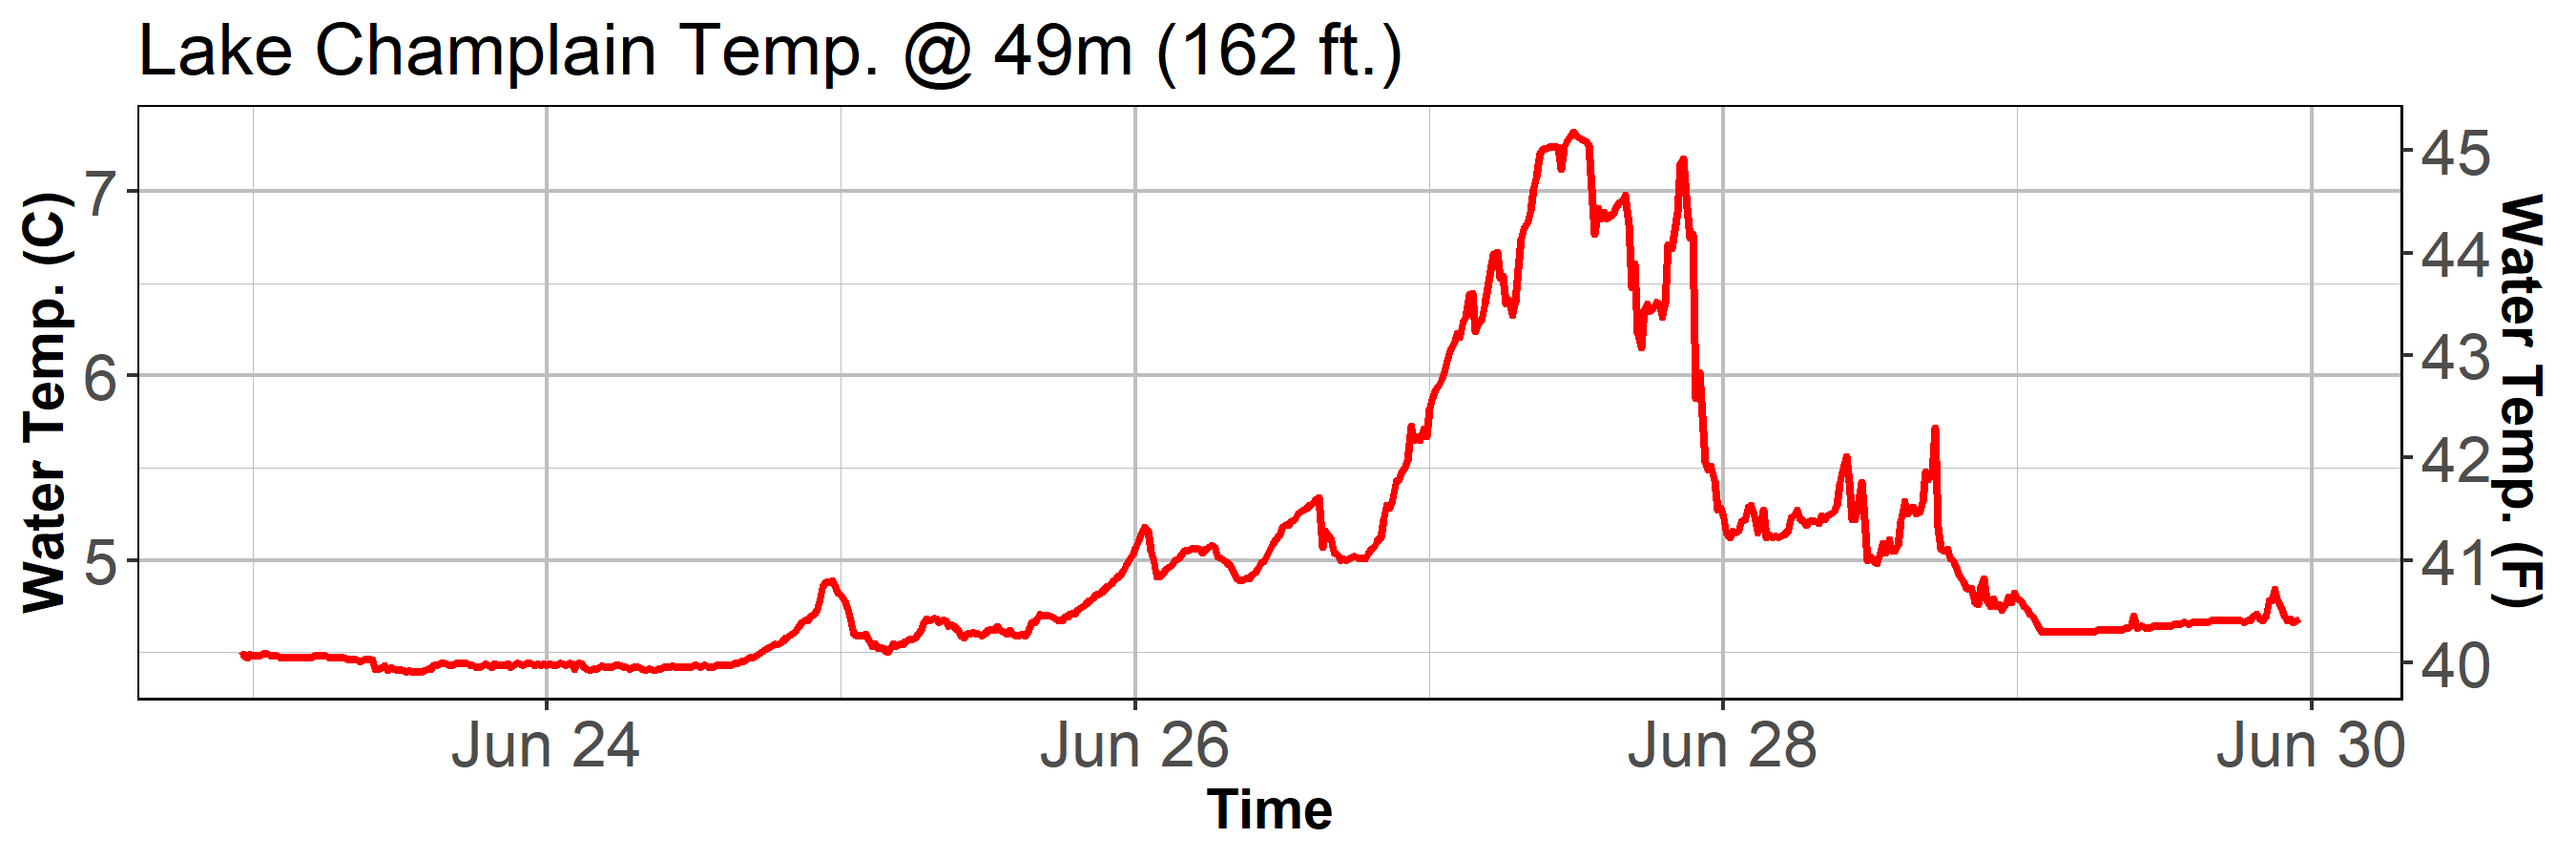 Lake Champlain Temp. @ 49m (162 ft.)
Water Temp. (C)
7
6
5
45
44
43
42
41
40
Water Temp. (F)
Jun 24
Jun 26
Jun 28
Jun 30
Time